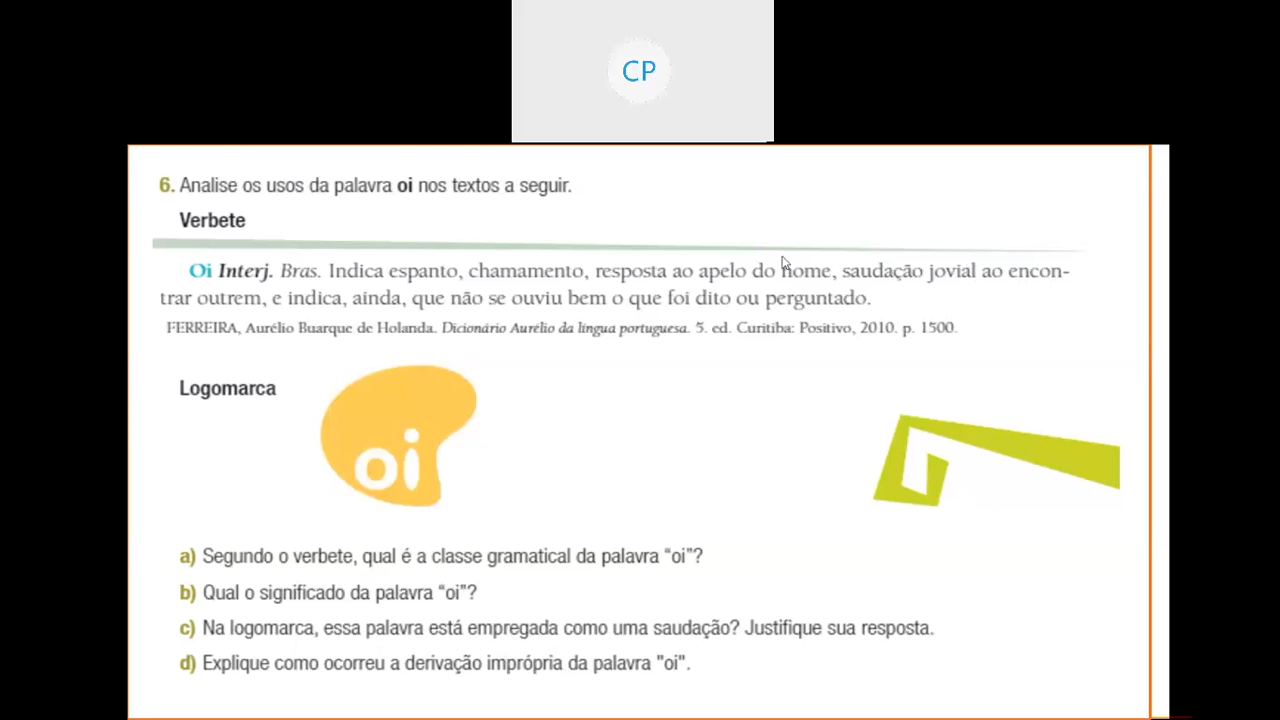 CP
6. Analise os usos da palavra oi nos textos a seguir.
Verbete
Oi Interj. Bras. Indica espanto, chamamento, resposta ao apelo do nome, saudação jovial ao encon-
trar outrem, e indica, ainda, que não se ouviu bem o que foi dito ou perguntado.
FERREIRA, Aurélio Buarque de Holanda. Dicionário Aurélio da língua portuguesa. 5. ed. Curitiba: Positivo, 2010. p. 1500.
Logomarca
oi
a) Segundo o verbete, qual é a classe gramatical da palavra “oi”?
b) Qual o significado da palavra “oi”?
c) Na logomarca, essa palavra está empregada como uma saudação? Justifique sua resposta.
d) Explique como ocorreu a derivação imprópria da palavra "oi".